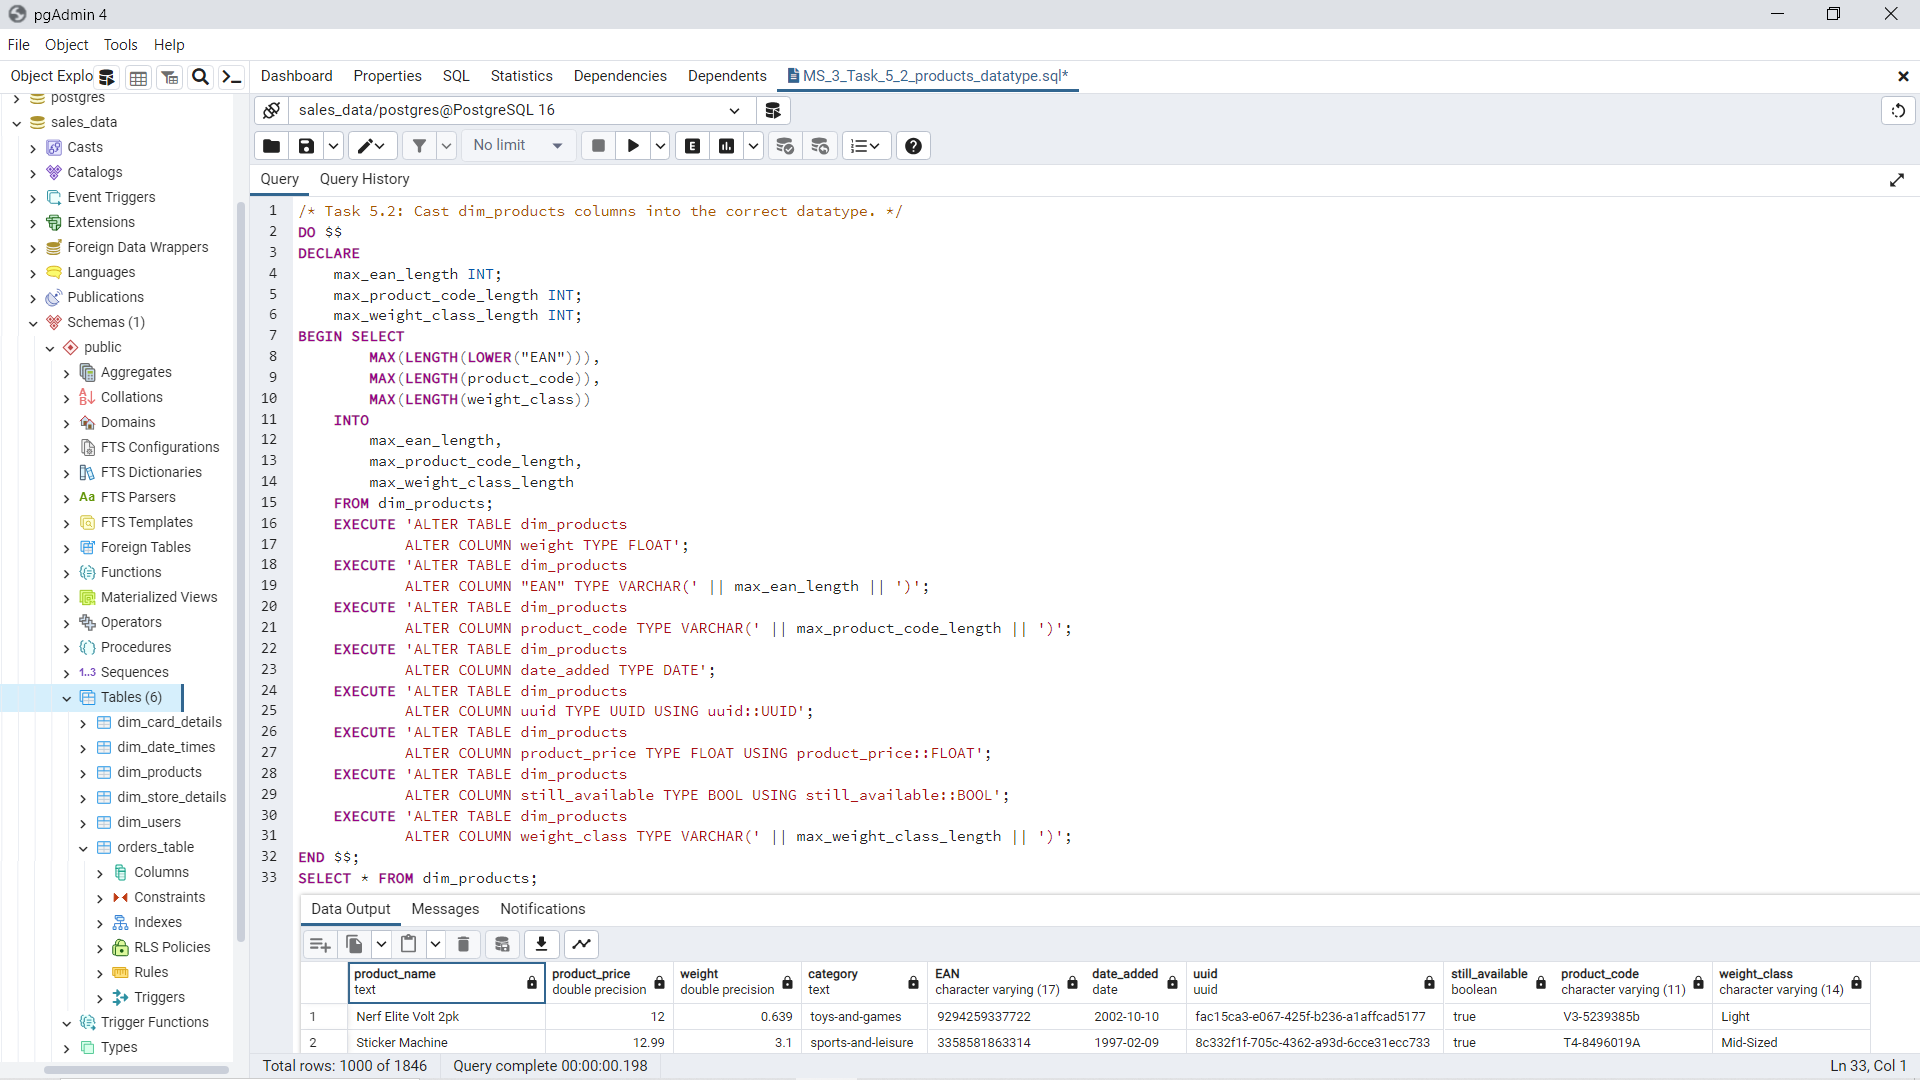 pgAdmin 4
File Object Tools Help
Object Explo
Dashboard Properties SQL Statistics Dependencies Dependents MS_3_Task_5_2_products_datatype.sql*
postgres
sales_data
Casts
Catalogs
Event Triggers
Extensions
Foreign Data Wrappers
Languages
Publications
Schemas (1)
public
Aggregates
Collations
Domains
FTS Configurations
FTS Dictionaries
Aa FTS Parsers
FTS Templates
Foreign Tables
Functions
Materialized Views
Operators
Procedures
1..3 Sequences
Tables (6)
dim_card_details
dim_date_times
dim_products
dim_store_details
dim_users
orders_table
Columns
Constraints
Indexes
RLS Policies
Rules
Triggers
Trigger Functions
Types
sales_data/postgres@PostgreSQL 16
No limit
E
Query Query History
1 /* Task 5.2: Cast dim_products columns into the correct datatype. */
2 DO $$
3 DECLARE
4 max_ean_length INT;
5 max_product_code_length INT;
6 max_weight_class_length INT;
7 BEGIN SELECT
8 MAX(LENGTH(LOWER("EAN"))),
9 MAX(LENGTH(product_code)),
10 MAX(LENGTH(weight_class))
11 INTO
12 max_ean_length,
13 max_product_code_length,
14 max_weight_class_length
15 FROM dim_products;
16 EXECUTE 'ALTER TABLE dim_products
17 ALTER COLUMN weight TYPE FLOAT';
18 EXECUTE 'ALTER TABLE dim_products
19 ALTER COLUMN "EAN" TYPE VARCHAR(' || max_ean_length || ')';
20 EXECUTE 'ALTER TABLE dim_products
21 ALTER COLUMN product_code TYPE VARCHAR(' || max_product_code_length || ')';
22 EXECUTE 'ALTER TABLE dim_products
23 ALTER COLUMN date_added TYPE DATE';
24 EXECUTE 'ALTER TABLE dim_products
25 ALTER COLUMN uuid TYPE UUID USING uuid::UUID';
26 EXECUTE 'ALTER TABLE dim_products
27 ALTER COLUMN product_price TYPE FLOAT USING product_price::FLOAT';
28 EXECUTE 'ALTER TABLE dim_products
29 ALTER COLUMN still_available TYPE BOOL USING still_available::BOOL';
30 EXECUTE 'ALTER TABLE dim_products
31 ALTER COLUMN weight_class TYPE VARCHAR(' || max_weight_class_length || ')';
32 END $$;
33 SELECT * FROM dim_products;
Data Output Messages Notifications
product_name product_price weight category EAN date_added uuid still_available product_code weight_class
text double precision double precision text character varying (17) date uuid boolean character varying (11) character varying (14)
1 Nerf Elite Volt 2pk 12 0.639 toys-and-games 9294259337722 2002-10-10 fac15ca3-e067-425f-b236-a1affcad5177 true V3-5239385b Light
2 Sticker Machine 12.99 3.1 sports-and-leisure 3358581863314 1997-02-09 8c332f1f-705c-4362-a93d-6cce31ecc733 true T4-8496019A Mid-Sized
Total rows: 1000 of 1846 Query complete 00:00:00.198 Ln 33, Col 1